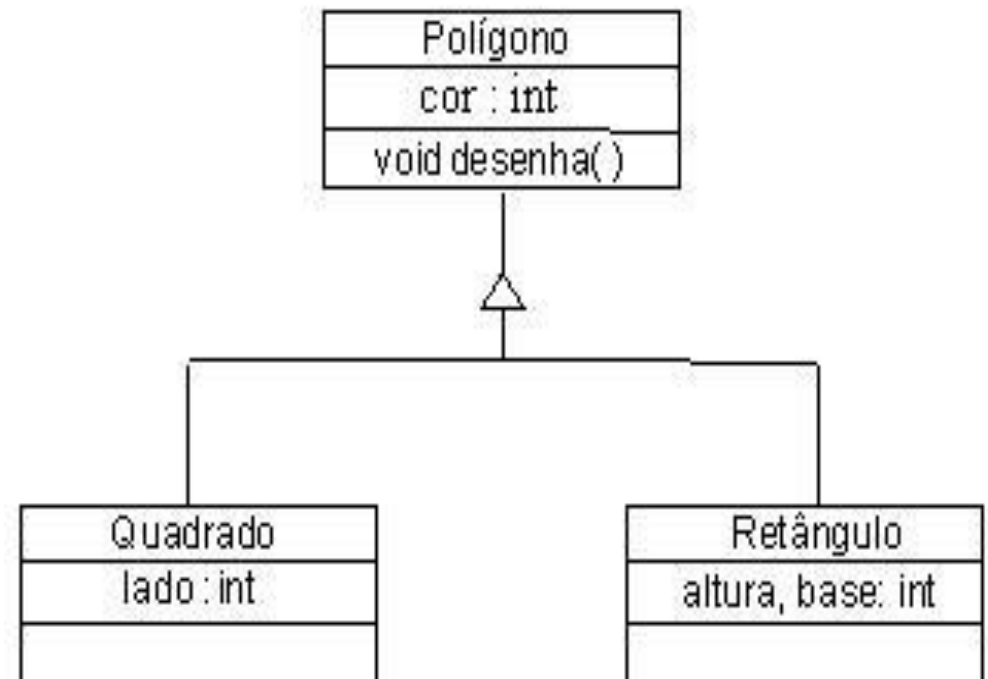 Polígono
cor : int
void desenha( )
Quadrado
lado : int
Retângulo
altura, base: int